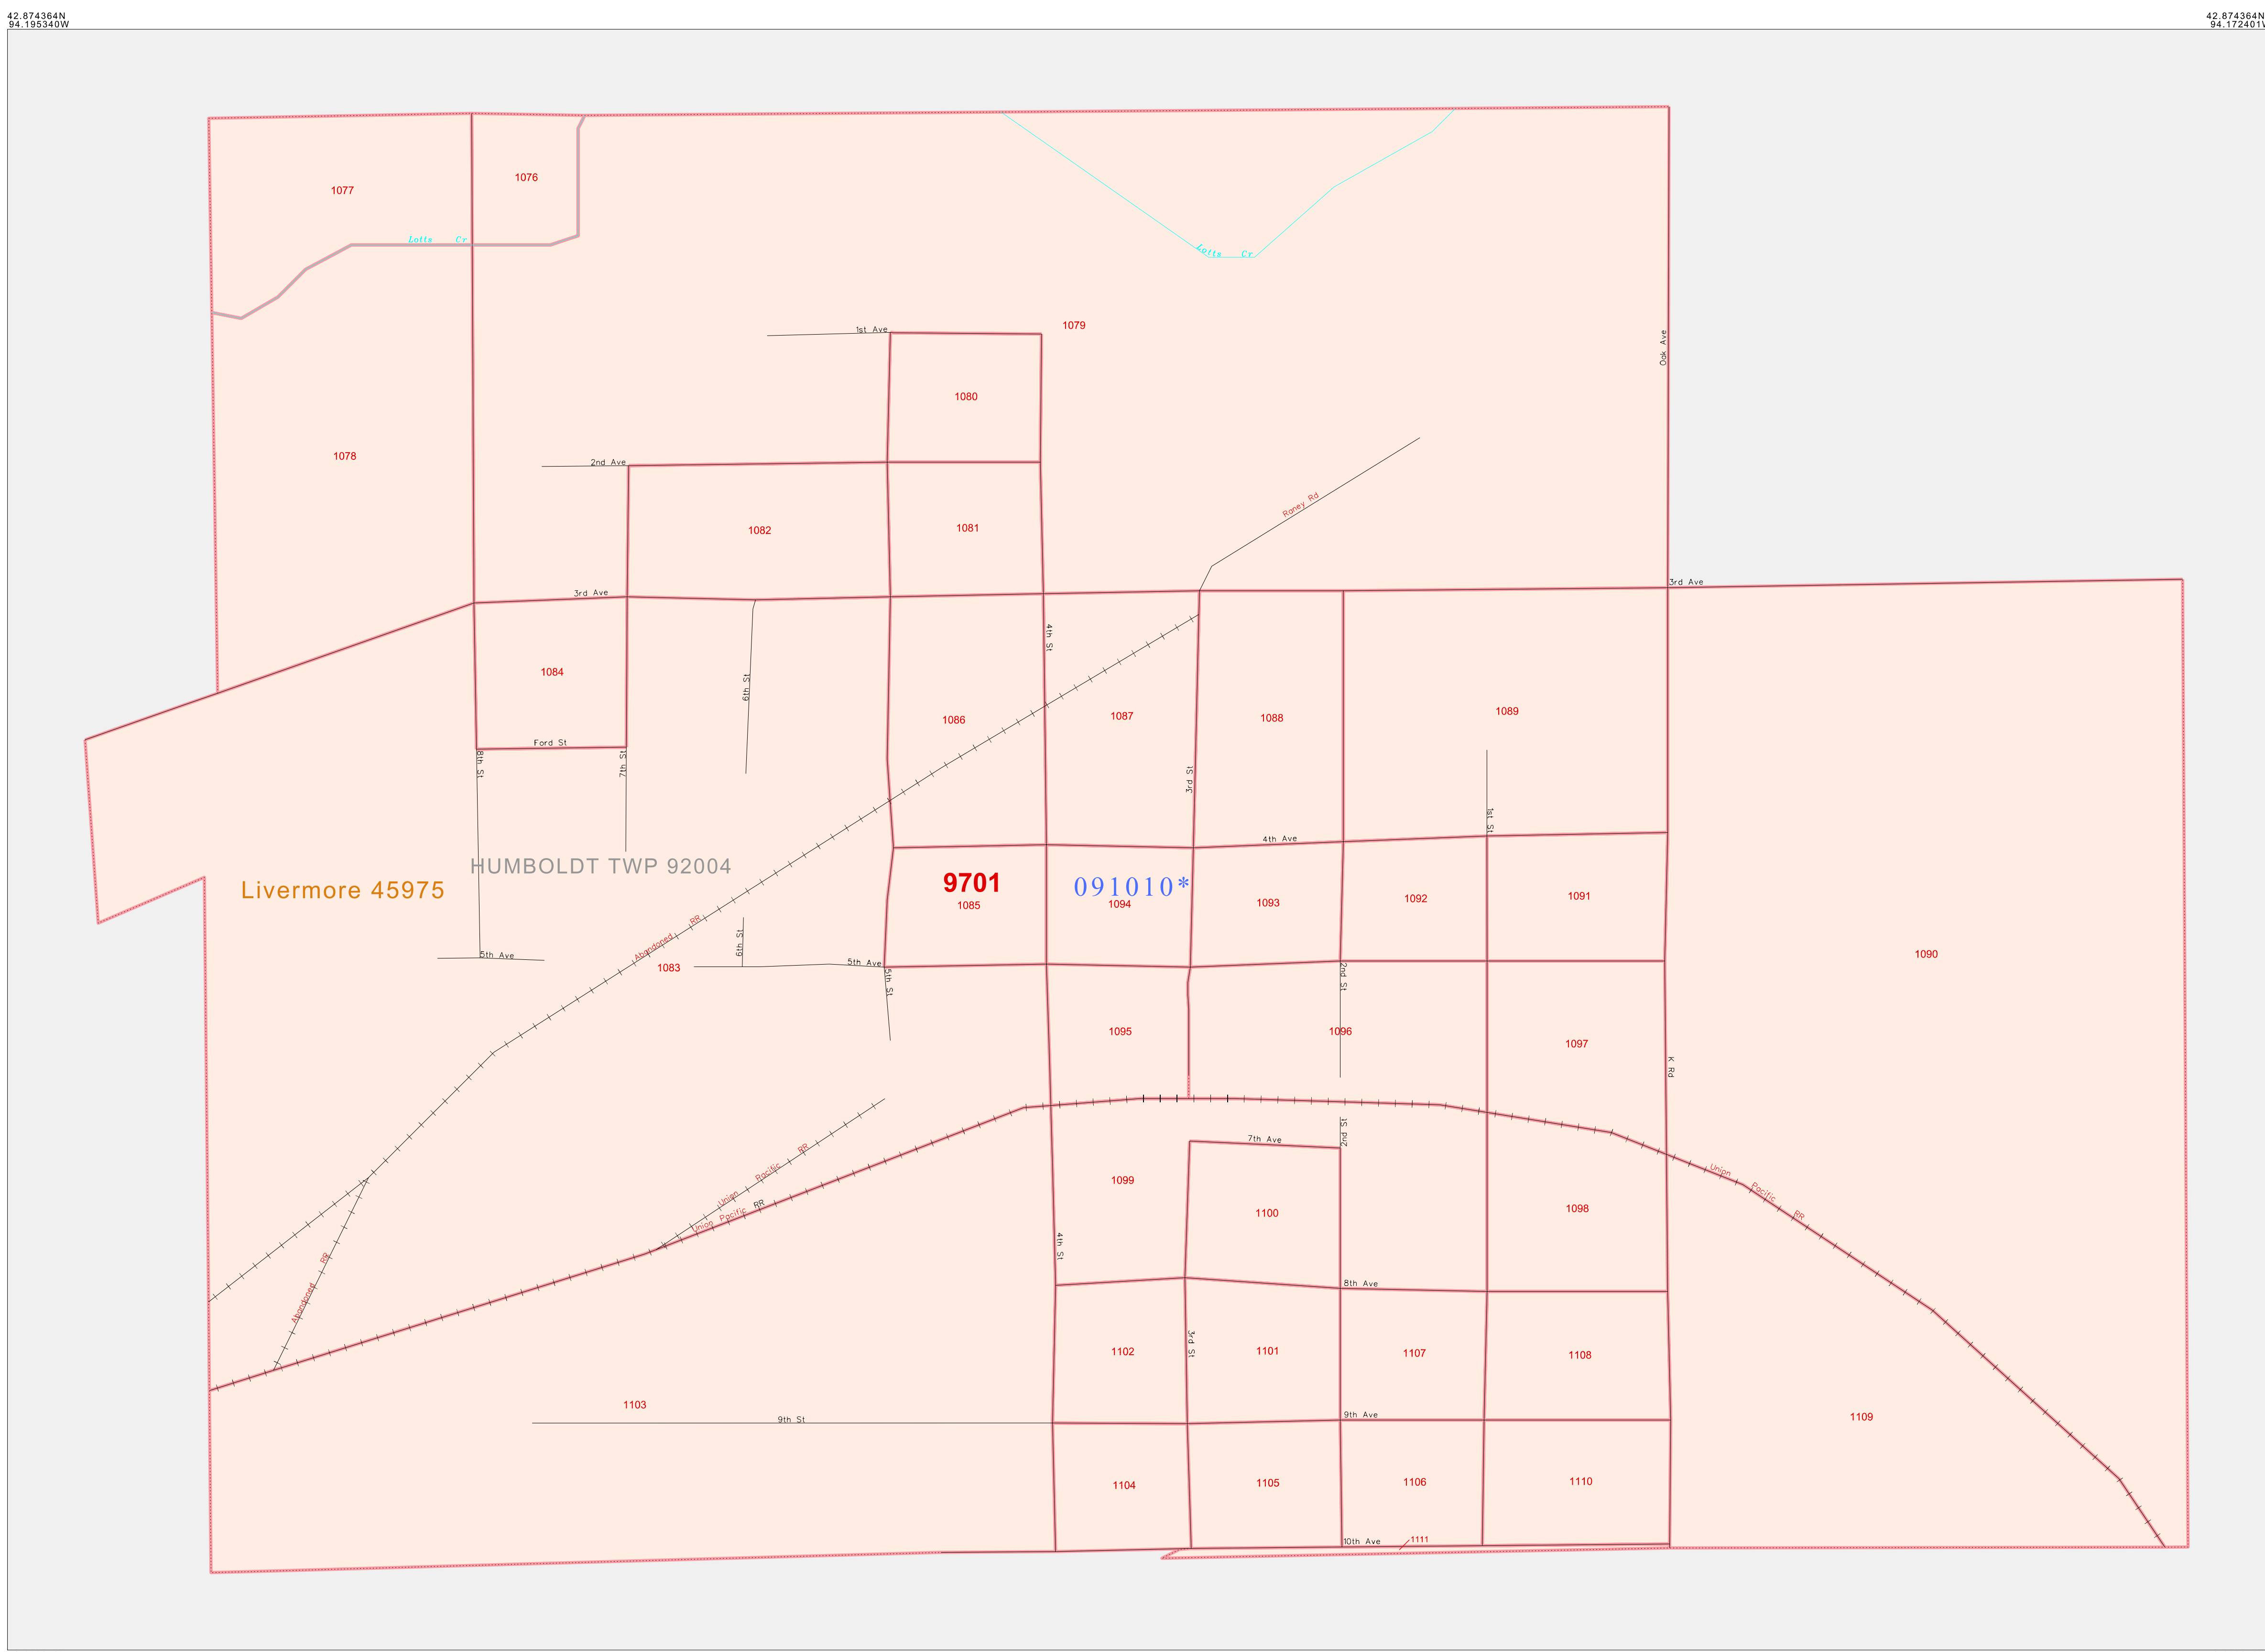 42.874364N
94.195340W
42.874364N
94.172401W
1077
1076
Lotts Cr
Lotts Cr
1079
1st Ave
Oak Ave
1080
1078
2nd Ave
Raney Rd
1082
1081
3rd Ave
3rd Ave
4th St
1084
6th St
1086
1087
1088
1089
Ford St
8th St
7th St
3rd St
1st St
4th Ave
HUMBOLDT TWP 92004
Livermore 45975
9701
091010*
1085
1094
1093
1092
1091
Abandoned RR
6th St
5th Ave
1083
5th Ave
5th St
2nd St
1090
1095
1096
1097
K Rd
7th Ave
2nd St
Union Pacific RR
Union Pacific RR
Union Pacific RR
1099
1100
1098
4th St
Abandoned RR
8th Ave
3rd St
1102
1101
1107
1108
1103
9th St
9th Ave
1109
1104
1105
1106
1110
10th Ave
1111